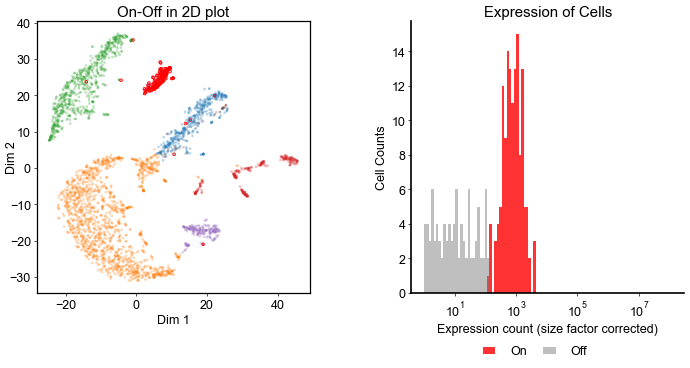 On-Off in 2D plot
40
30
20
10
0
−10
−20
−30
Dim 2
−20 0 20 40
Dim 1
Expression of Cells
14
12
10
8
6
4
2
0
Cell Counts
10^1 10^3 10^5 10^7
Expression count (size factor corrected)
On Off